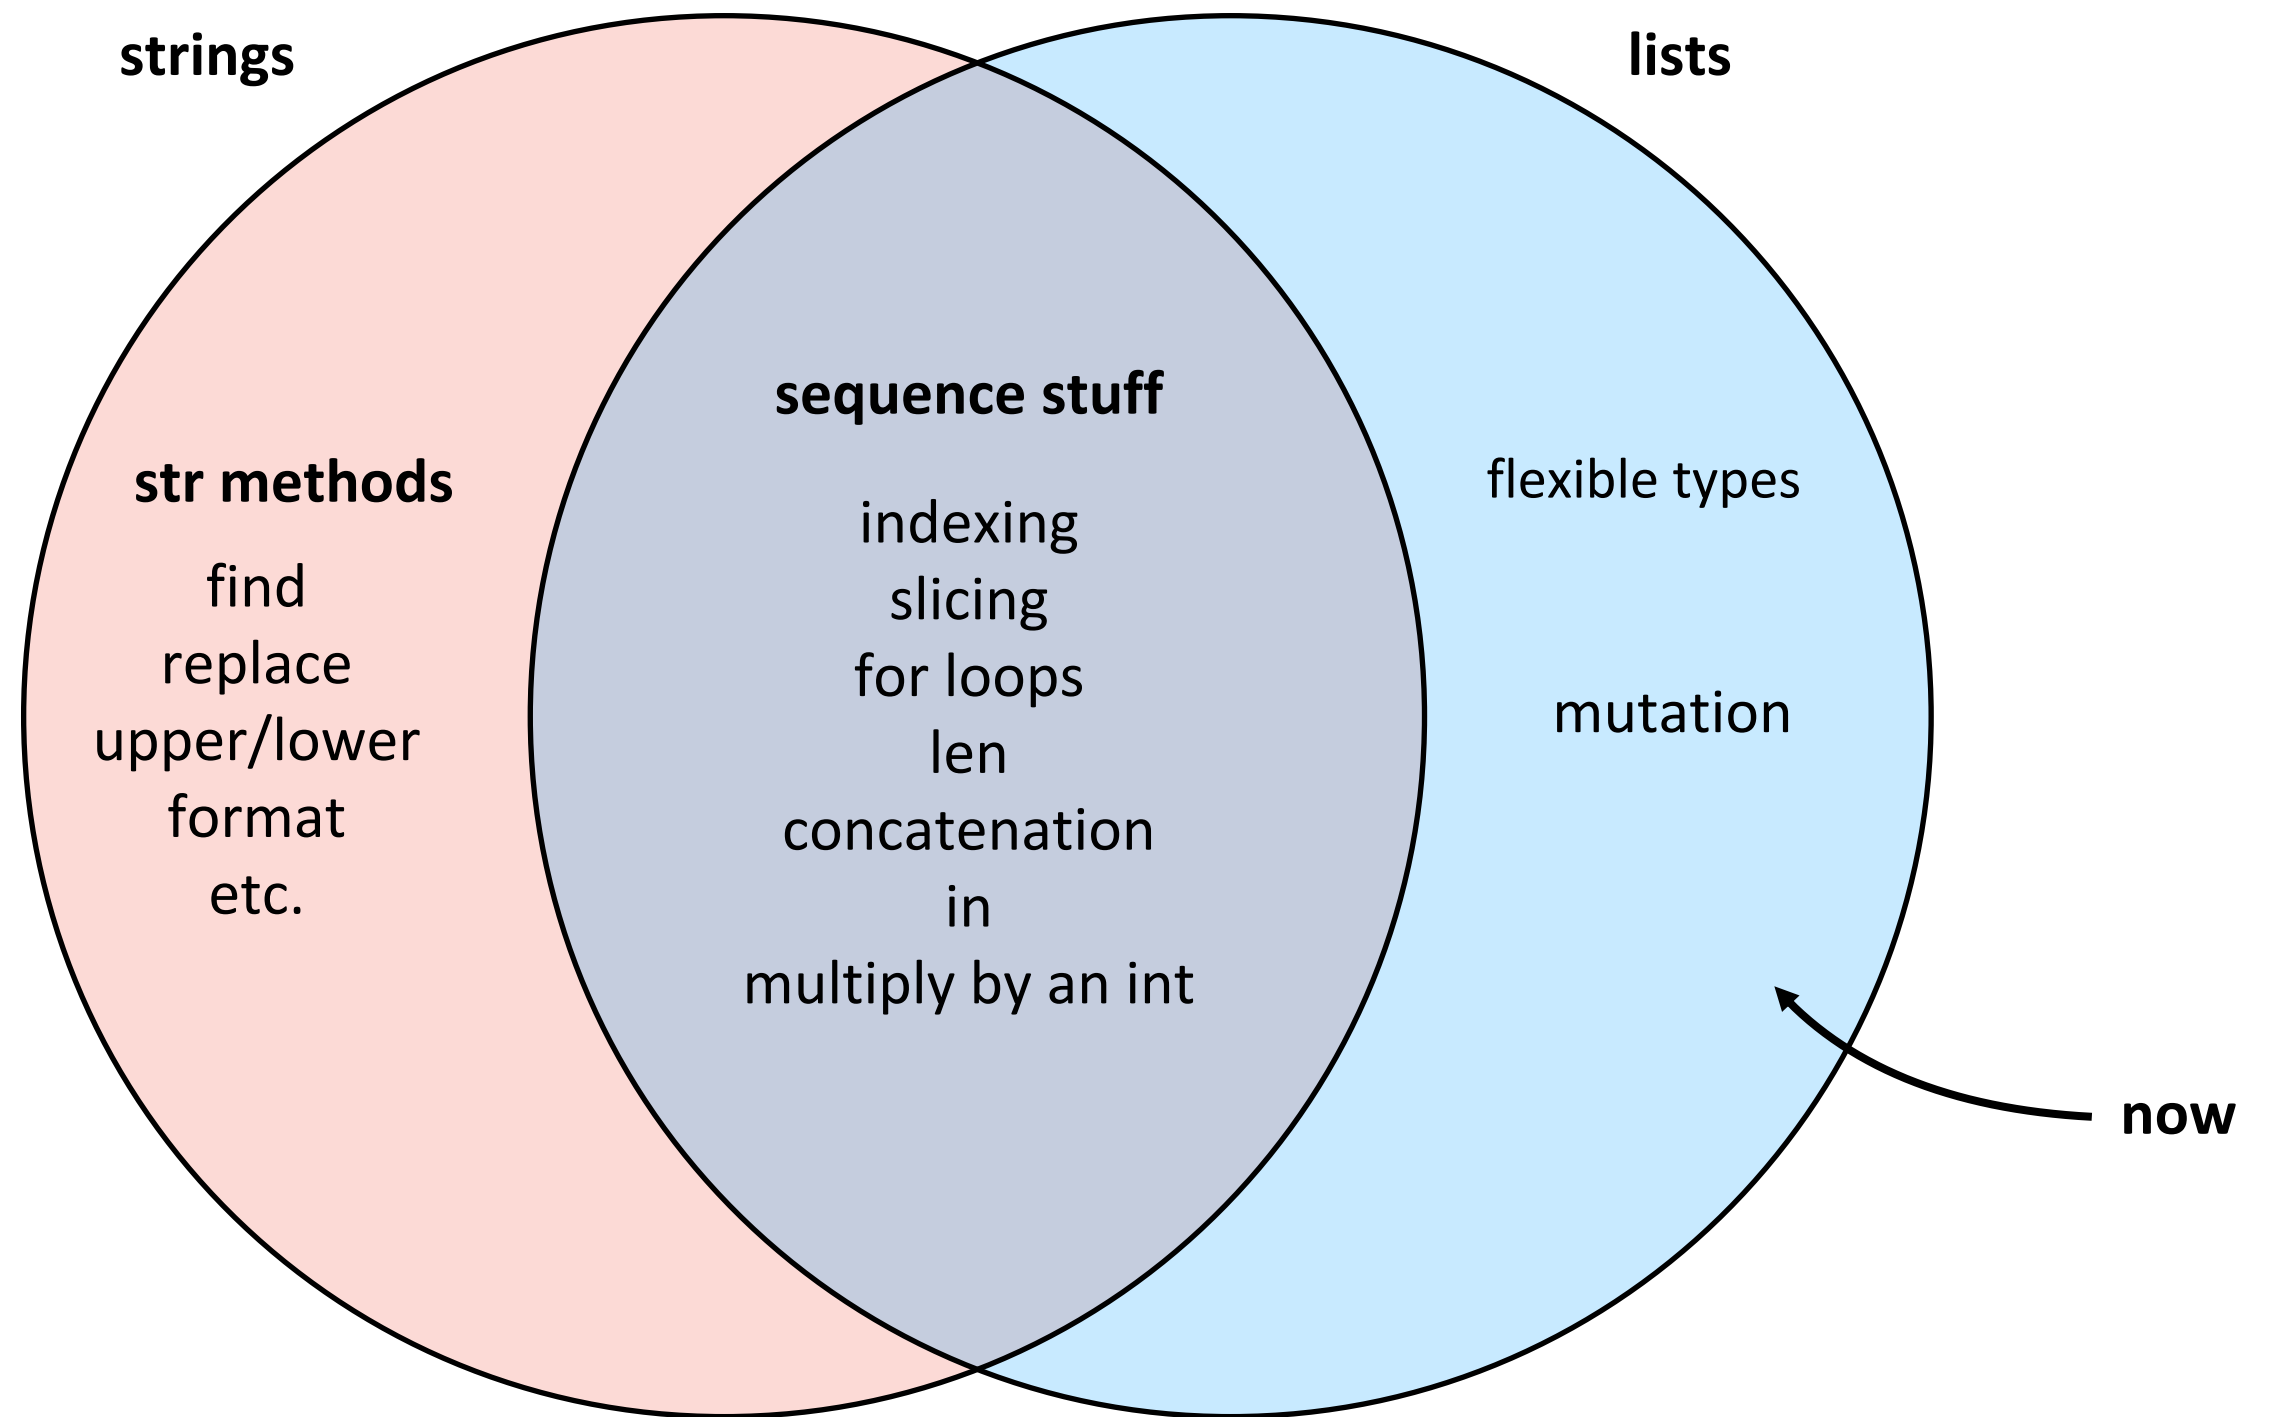 strings
lists
str methods
find
replace
upper/lower
format
etc.
sequence stuff
indexing
slicing
for loops
len
concatenation
in
multiply by an int
flexible types
mutation
now